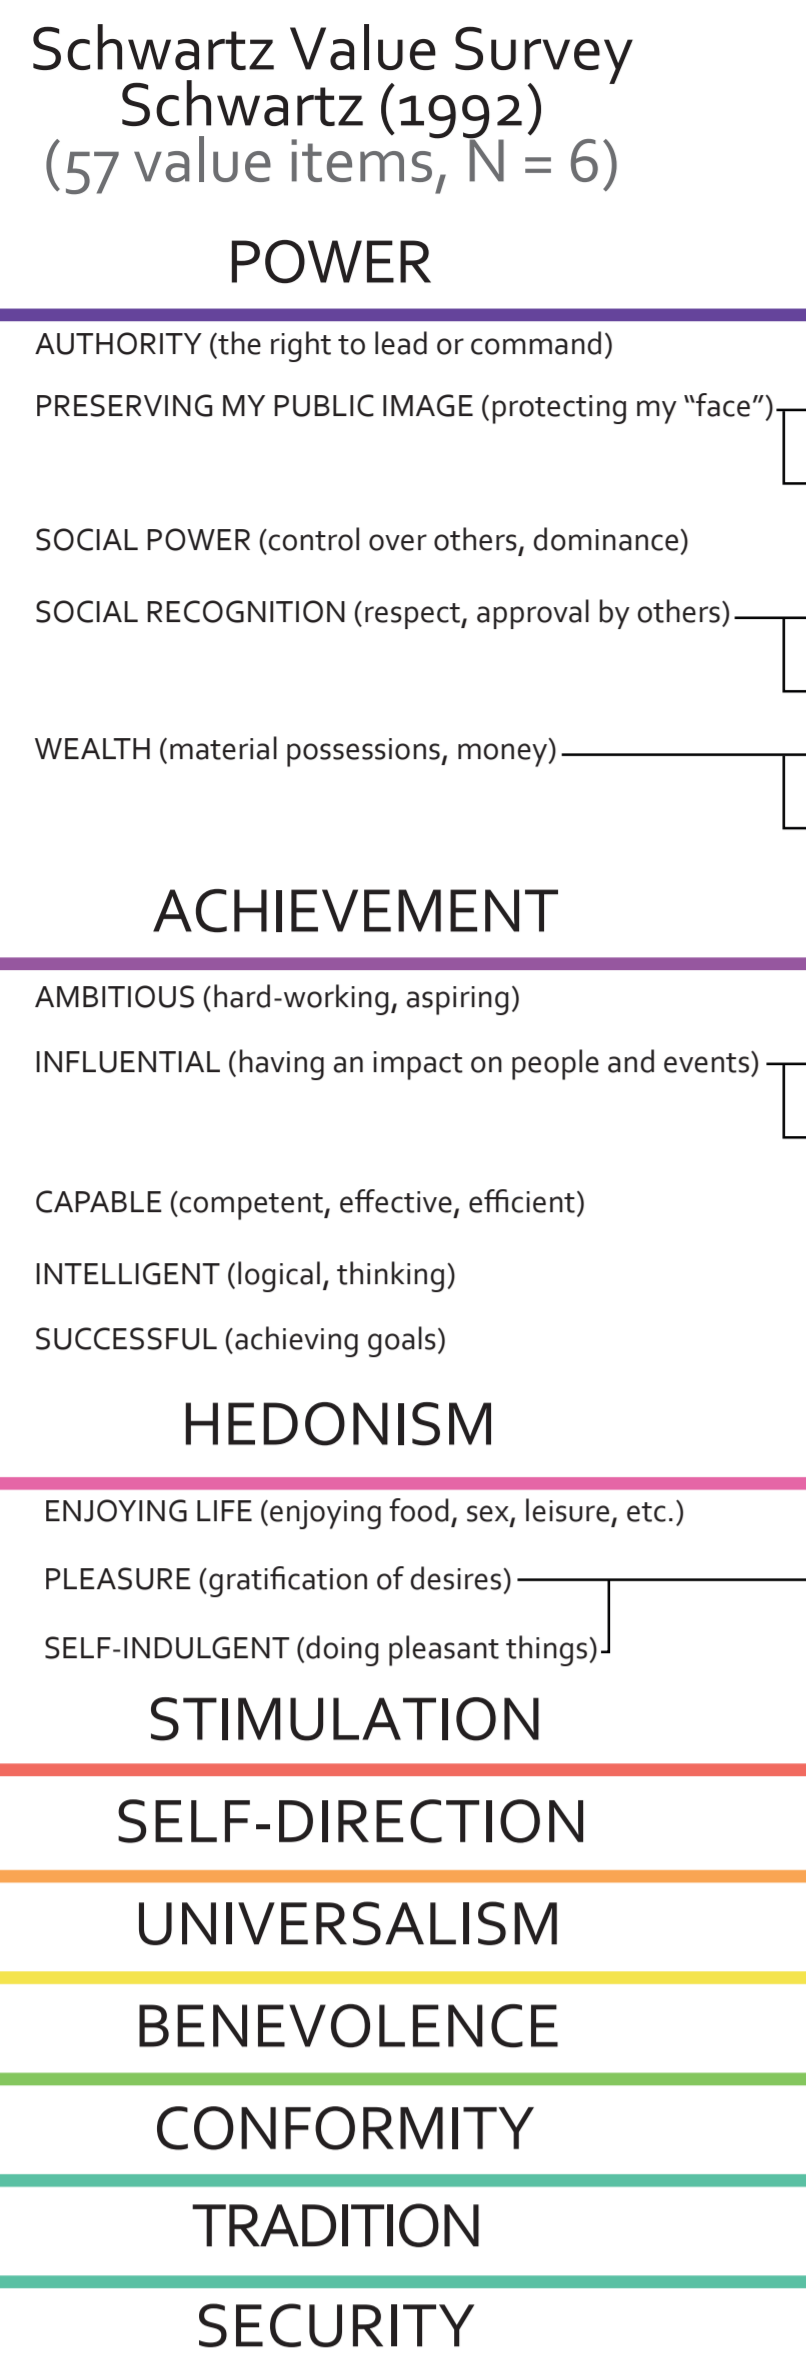 Schwartz Value Survey
Schwartz (1992)
(57 value items, N = 6)
POWER
AUTHORITY (the right to lead or command)
PRESERVING MY PUBLIC IMAGE (protecting my “face”)
SOCIAL POWER (control over others, dominance)
SOCIAL RECOGNITION (respect, approval by others)
WEALTH (material possessions, money)
ACHIEVEMENT
AMBITIOUS (hard-working, aspiring)
INFLUENTIAL (having an impact on people and events)
CAPABLE (competent, effective, efficient)
INTELLIGENT (logical, thinking)
SUCCESSFUL (achieving goals)
HEDONISM
ENJOYING LIFE (enjoying food, sex, leisure, etc.)
PLEASURE (gratification of desires)
SELF-INDULGENT (doing pleasant things)
STIMULATION
SELF-DIRECTION
UNIVERSALISM
BENEVOLENCE
CONFORMITY
TRADITION
SECURITY